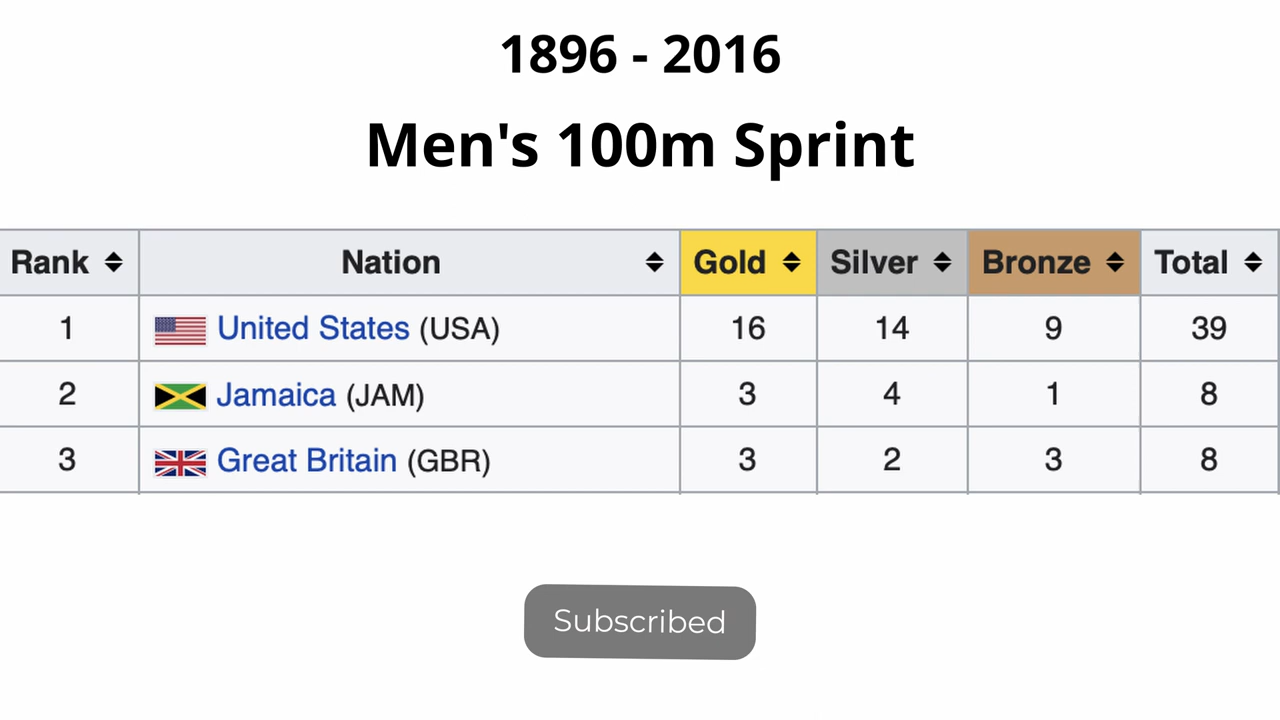 1896 - 2016
Men's 100m Sprint
Rank Nation Gold Silver Bronze Total
1 United States (USA) 16 14 9 39
2 Jamaica (JAM) 3 4 1 8
3 Great Britain (GBR) 3 2 3 8
Subscribed